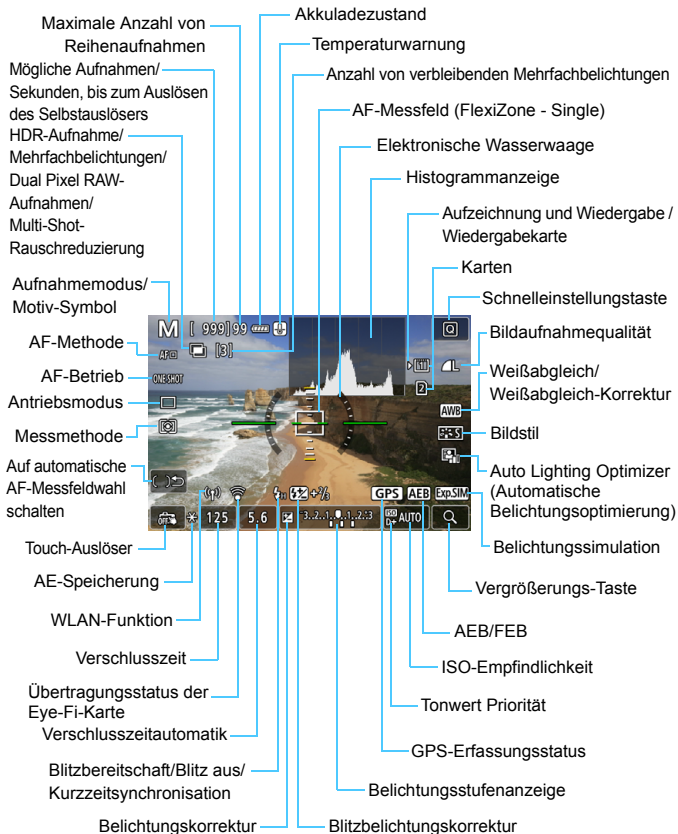 Maximale Anzahl von
Reihenaufnahmen
Akkuladezustand
Temperaturwarnung
Mögliche Aufnahmen/
Sekunden, bis zum Auslösen
des Selbstauslösers
Anzahl von verbleibenden Mehrfachbelichtungen
AF-Messfeld (FlexiZone - Single)
HDR-Aufnahme/
Mehrfachbelichtungen/
Dual Pixel RAW-
Aufnahmen/
Multi-Shot-
Rauschreduzierung
Elektronische Wasserwaage
Histogrammanzeige
Aufzeichnung und Wiedergabe /
Wiedergabekarte
Karten
Schnelleinstellungstaste
Aufnahmemodus/
Motiv-Symbol
AF-Methode
AF-Betrieb
Antriebsmodus
Messmethode
Auf automatische
AF-Messfeldwahl
schalten
Touch-Auslöser
AE-Speicherung
WLAN-Funktion
Verschlusszeit
Übertragungsstatus der
Eye-Fi-Karte
Verschlusszeitautomatik
Blitzbereitschaft/Blitz aus/
Kurzzeitsynchronisation
Belichtungskorrektur
M [ 999] 99
AF
[3]
ONE SHOT
Q
1
L
2
AWB
S
H
+⅔
GPS AEB Exp.SIM
OFF
125 5.6 -3..2..1..0..1..2.:3 ISO D+ AUTO
Bildaufnahmequalität
Weißabgleich/
Weißabgleich-Korrektur
Bildstil
Auto Lighting Optimizer
(Automatische
Belichtungsoptimierung)
Belichtungssimulation
Vergrößerungs-Taste
AEB/FEB
ISO-Empfindlichkeit
Tonwert Priorität
GPS-Erfassungsstatus
Belichtungsstufenanzeige
Blitzbelichtungskorrektur